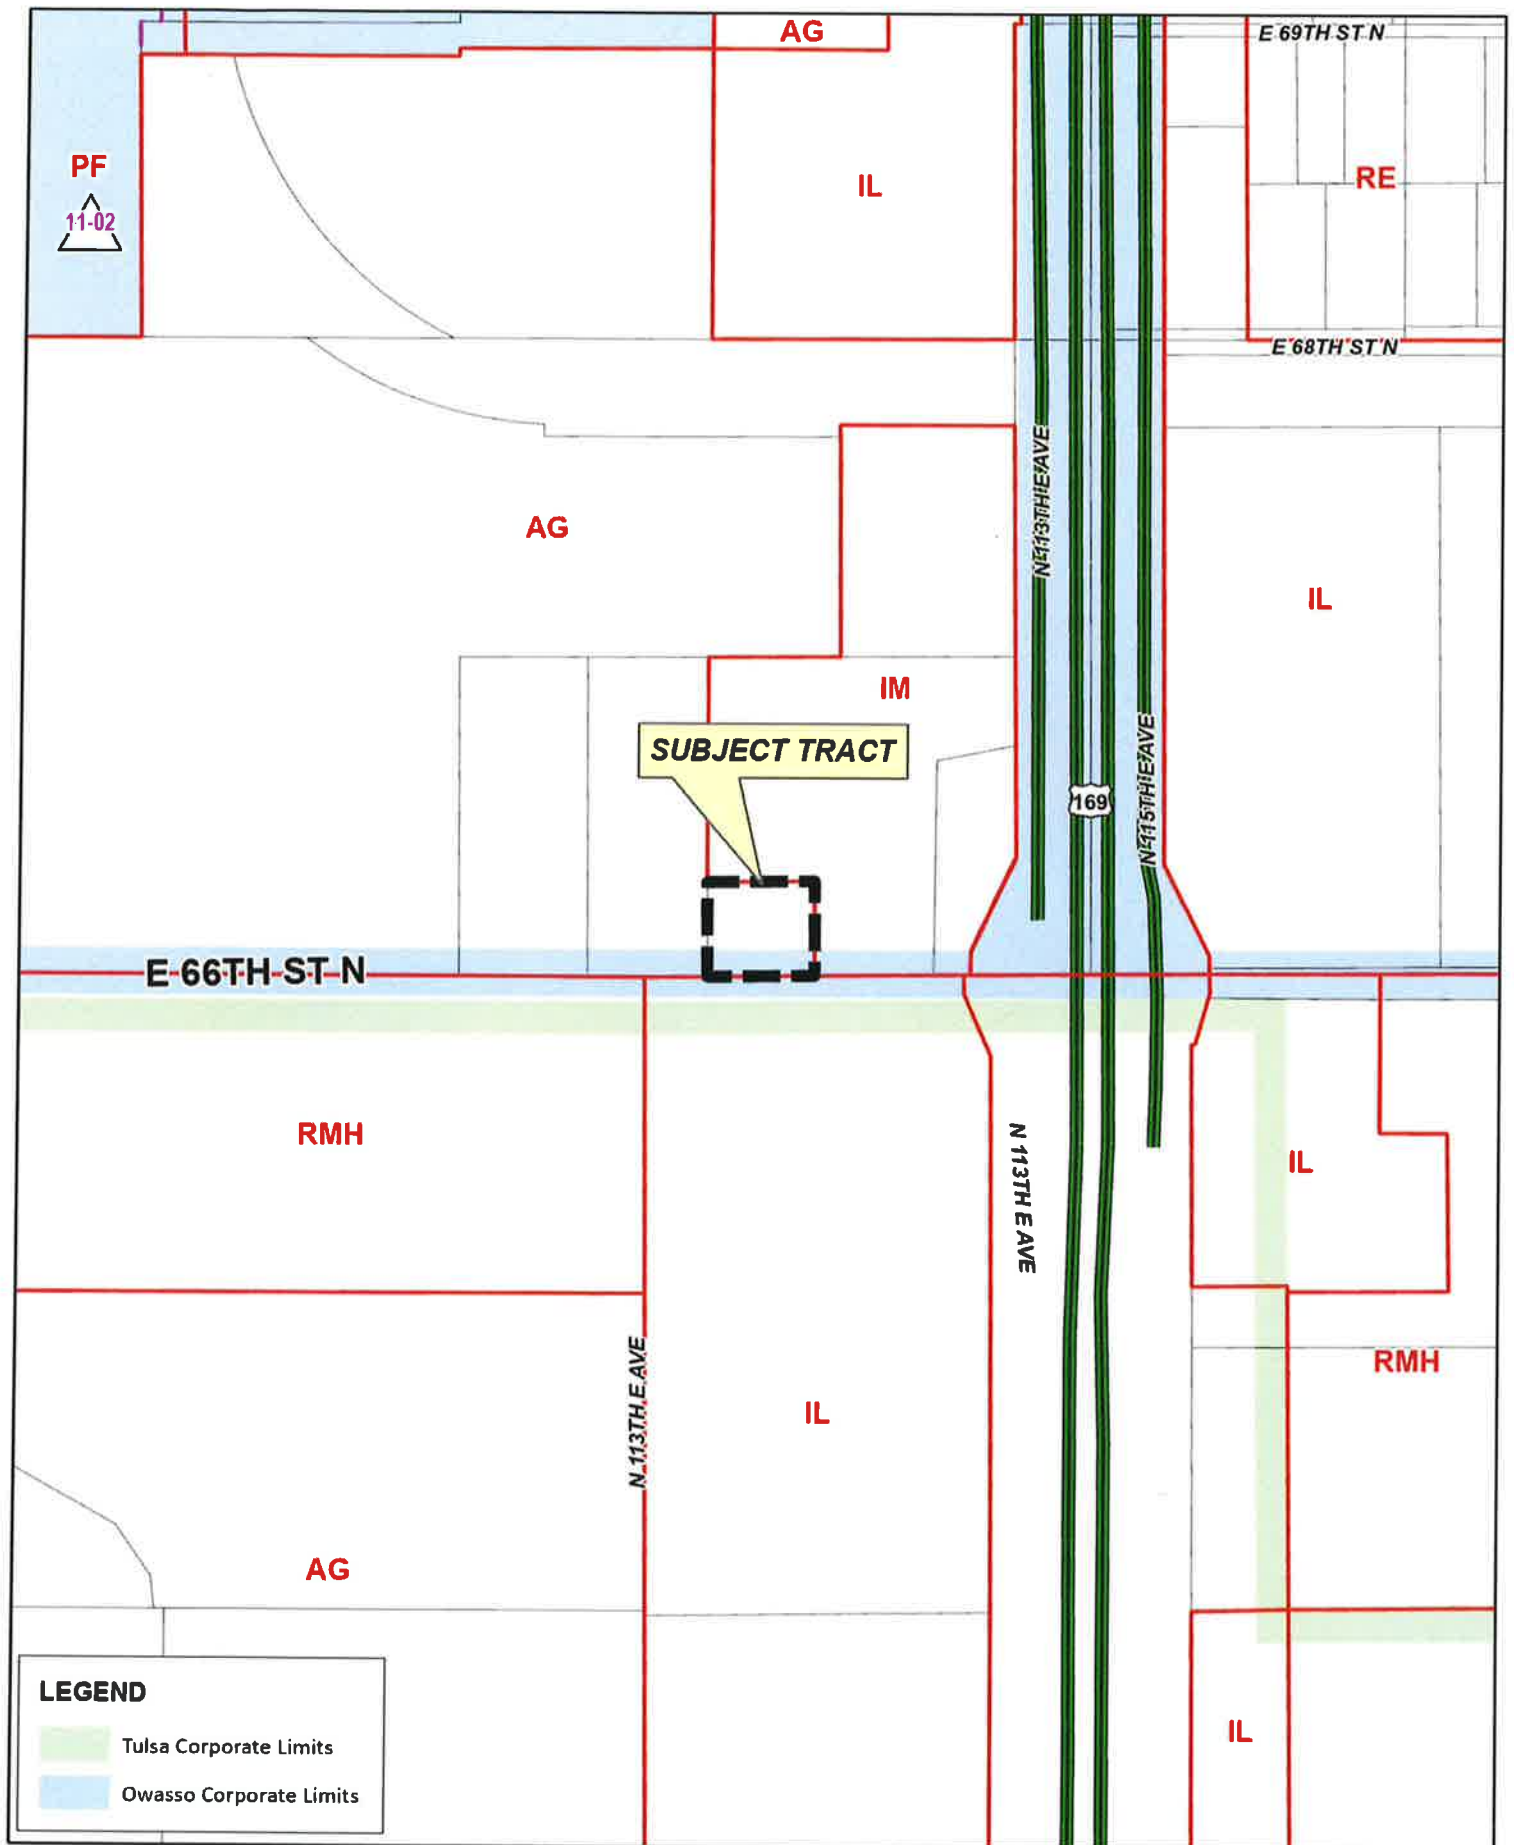 AG
E 69TH ST N
PF
11-02
IL
RE
E 68TH ST N
N 113TH E AVE
AG
IL
IM
SUBJECT TRACT
169
N 115TH E AVE
E 66TH ST N
RMH
N 113TH E AVE
IL
RMH
N 113TH E AVE
IL
AG
IL
LEGEND
Tulsa Corporate Limits
Owasso Corporate Limits